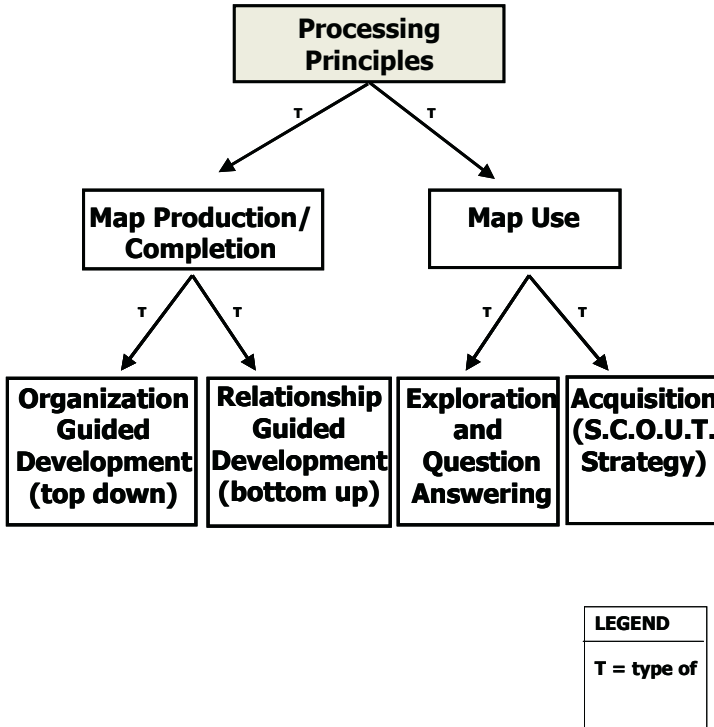 Processing
Principles
T
T
Map Production/
Completion
Map Use
T
T
T
T
Organization
Guided
Development
(top down)
Relationship
Guided
Development
(bottom up)
Exploration
and
Question
Answering
Acquisition
(S.C.O.U.T.
Strategy)
LEGEND
T = type of